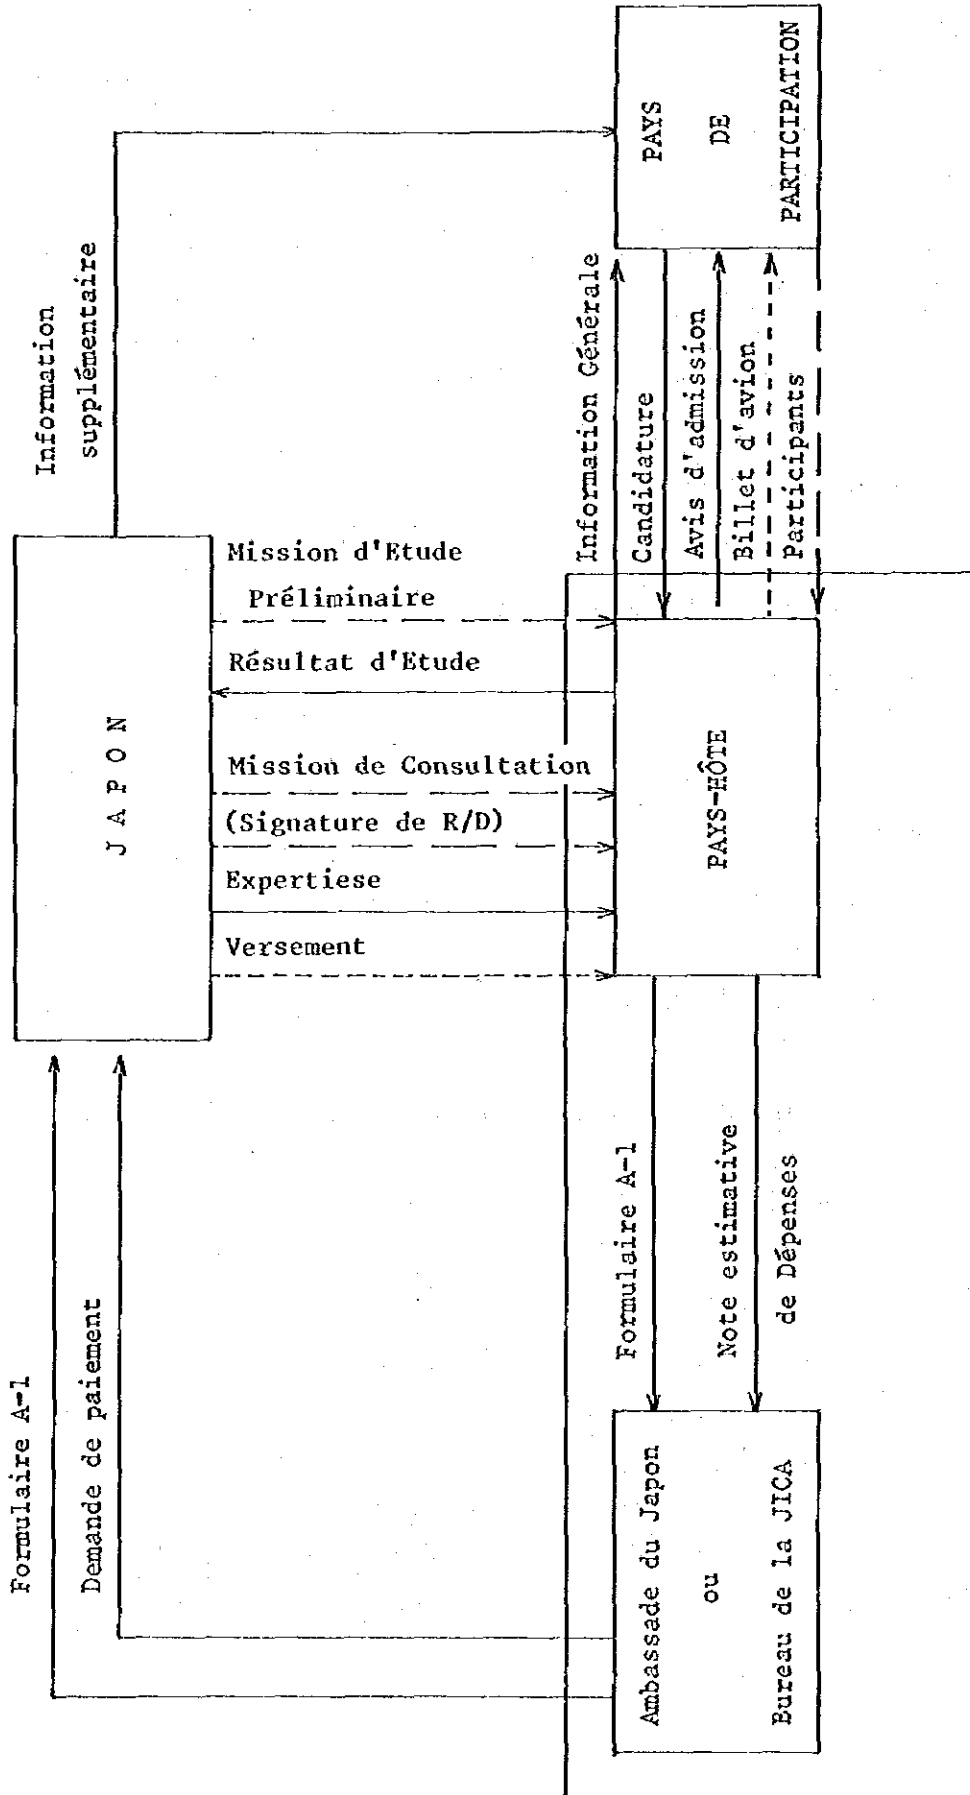 Formulaire A-1
Demande de paiement
J A P O N
Information
supplémentaire
Mission d'Etude
Préliminaire
Résultat d'Etude
Mission de Consultation
(Signature de R/D)
Expertiese
Versement
Ambassade du Japon
ou
Bureau de la JICA
Formulaire A-1
Note estimative
de Dépenses
PAYS-HÔTE
Information Générale
Candidature
Avis d'admission
Billet d'avion
Participants
PAYS
DE
PARTICIPATION